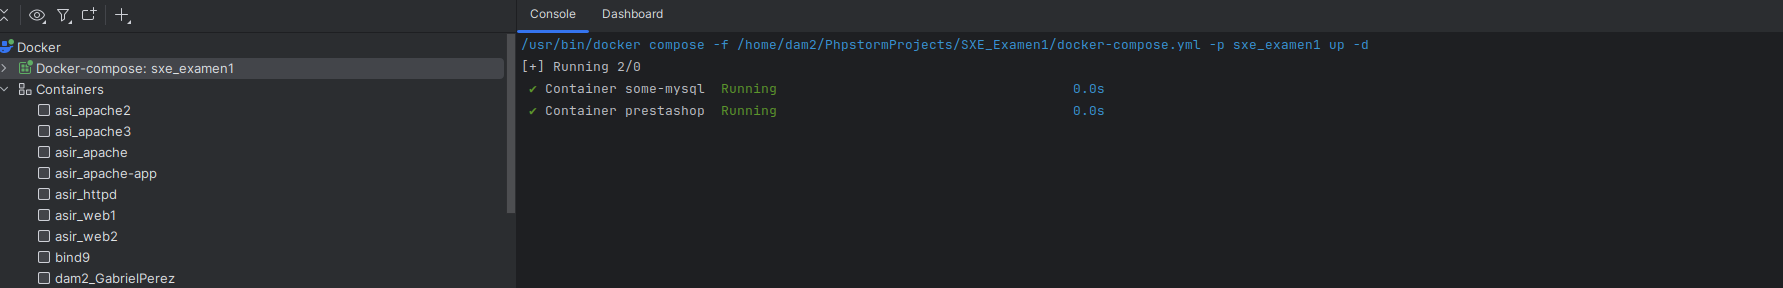 Console Dashboard
Docker
Docker-compose: sxe_examen1
Containers
asi_apache2
asi_apache3
asir_apache
asir_apache-app
asir_httpd
asir_web1
asir_web2
bind9
dam2_GabrielPerez
/usr/bin/docker compose -f /home/dam2/PhpstormProjects/SXE_Examen1/docker-compose.yml -p sxe_examen1 up -d
[+] Running 2/0
✔ Container some-mysql Running 0.0s
✔ Container prestashop Running 0.0s